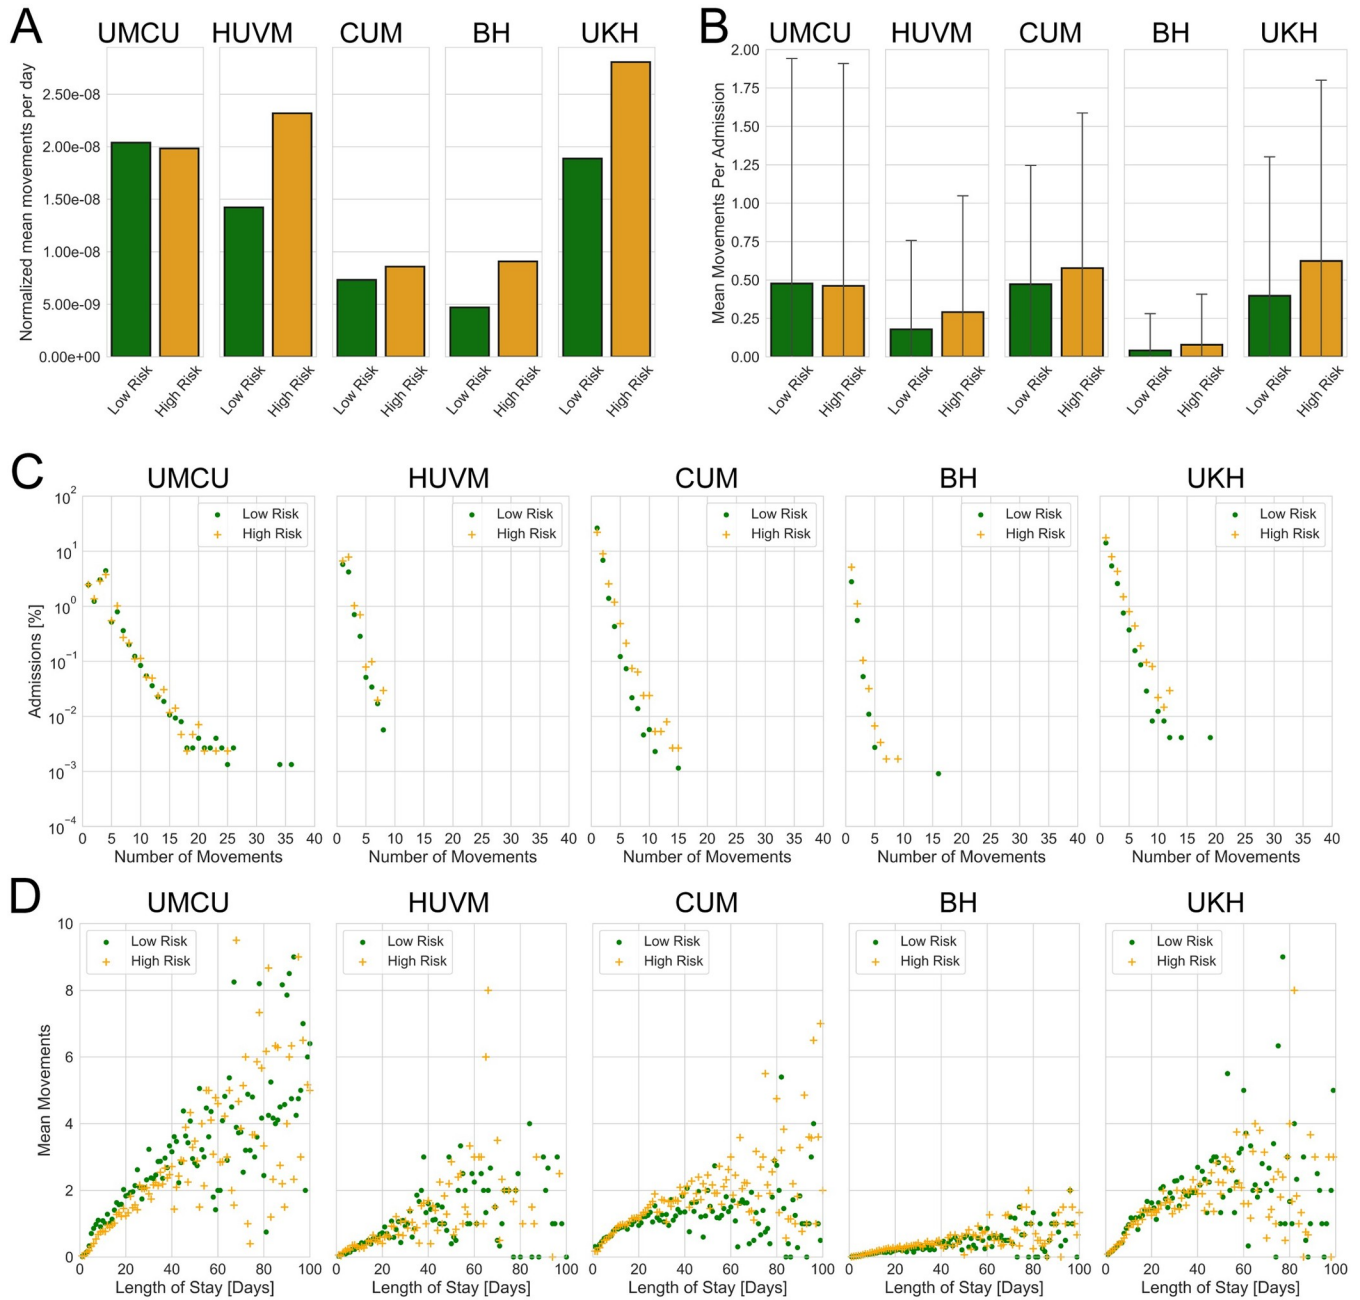 A
UMCU HUVM CUM BH UKH
Normalized mean movements per day
2.50e-08
2.00e-08
1.50e-08
1.00e-08
5.00e-09
0.00e+00
Low Risk High Risk Low Risk High Risk Low Risk High Risk Low Risk High Risk Low Risk High Risk
B
UMCU HUVM CUM BH UKH
Mean Movements Per Admission
2.00
1.75
1.50
1.25
1.00
0.75
0.50
0.25
0.00
Low Risk High Risk Low Risk High Risk Low Risk High Risk Low Risk High Risk Low Risk High Risk
C
UMCU HUVM CUM BH UKH
Low Risk Low Risk Low Risk Low Risk Low Risk
High Risk High Risk High Risk High Risk High Risk
Admissions [%]
10²
10¹
10⁰
10⁻¹
10⁻²
10⁻³
10⁻⁴
0 5 10 15 20 25 30 35 40 0 5 10 15 20 25 30 35 40 0 5 10 15 20 25 30 35 40 0 5 10 15 20 25 30 35 40 0 5 10 15 20 25 30 35 40
Number of Movements Number of Movements Number of Movements Number of Movements Number of Movements
D
UMCU HUVM CUM BH UKH
Low Risk Low Risk Low Risk Low Risk Low Risk
High Risk High Risk High Risk High Risk High Risk
Mean Movements
10
8
6
4
2
0
0 20 40 60 80 100 0 20 40 60 80 100 0 20 40 60 80 100 0 20 40 60 80 100 0 20 40 60 80 100
Length of Stay [Days] Length of Stay [Days] Length of Stay [Days] Length of Stay [Days] Length of Stay [Days]